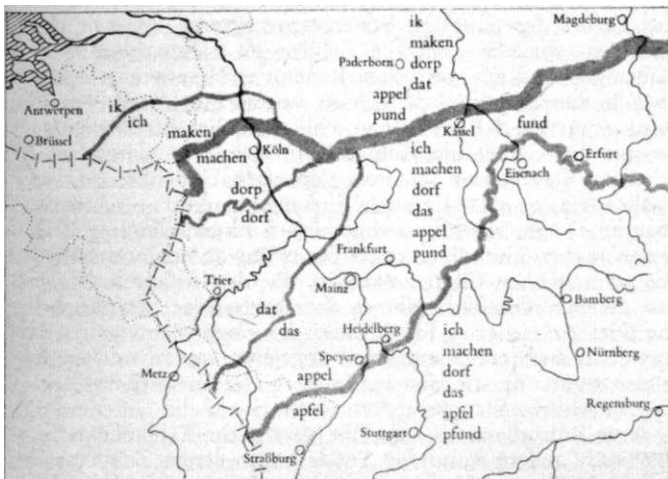 ik
maken
dorp
dat
appel
pund
Magdeburg
Paderborn
Antwerpen
ik
ich
Brüssel
maken
machen
Köln
Kassel
fund
Erfurt
Eisenach
ich
machen
dorf
das
appel
pund
dorp
dorf
Frankfurt
Mainz
Trier
dat
das
Bamberg
Heidelberg
ich
machen
dorf
das
apfel
pfund
Speyer
Metz
appel
apfel
Nürnberg
Regensburg
Stuttgart
Straßburg